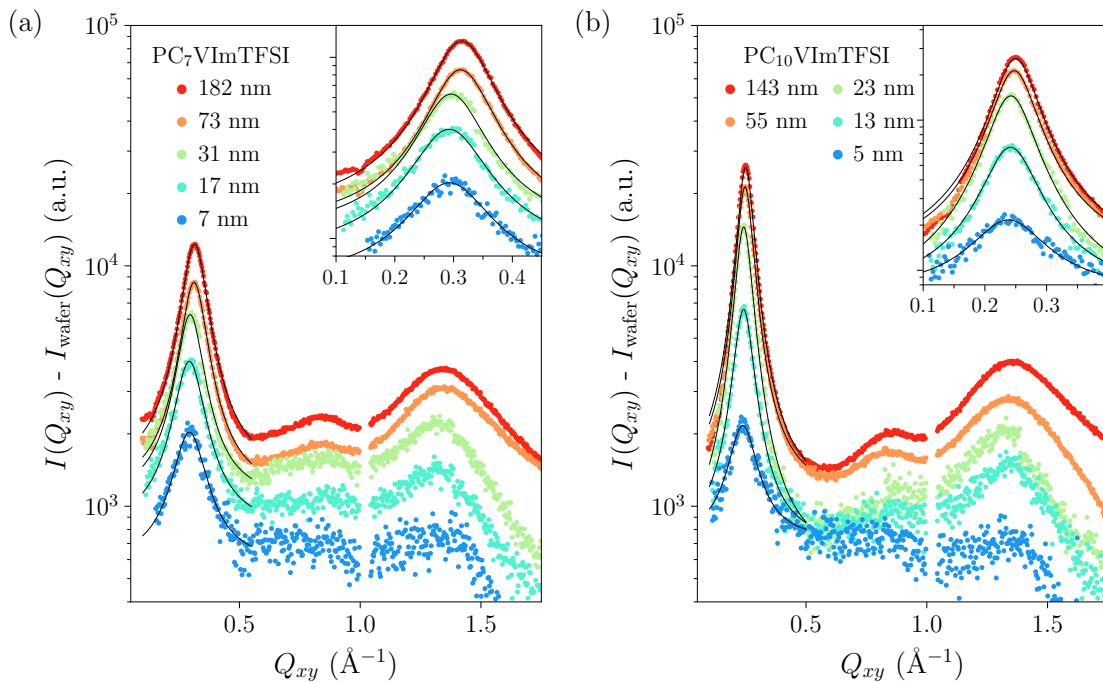 (a)
I(Q_xy) - I_wafer(Q_xy) (a.u.)
10^5
10^4
10^3
PC₇VImTFSI
182 nm
73 nm
31 nm
17 nm
7 nm
0.1 0.2 0.3 0.4
0.5 1.0 1.5
Q_xy (Å⁻¹)
(b)
I(Q_xy) - I_wafer(Q_xy) (a.u.)
10^5
10^4
10^3
PC₁₀VImTFSI
143 nm 23 nm
55 nm 13 nm
5 nm
0.1 0.2 0.3
0.5 1.0 1.5
Q_xy (Å⁻¹)